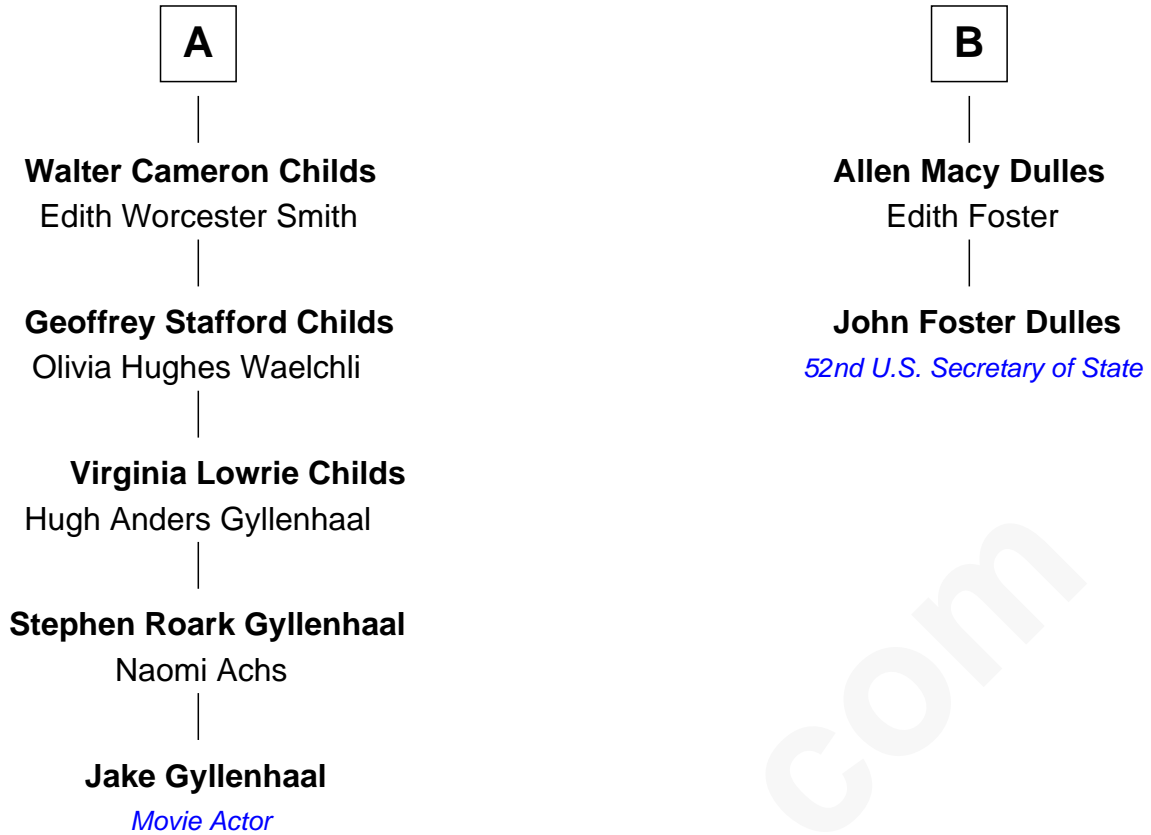 A
B
Walter Cameron Childs
Edith Worcester Smith
Allen Macy Dulles
Edith Foster
Geoffrey Stafford Childs
Olivia Hughes Waelchli
John Foster Dulles
52nd U.S. Secretary of State
Virginia Lowrie Childs
Hugh Anders Gyllenhaal
Stephen Roark Gyllenhaal
Naomi Achs
Jake Gyllenhaal
Movie Actor
com